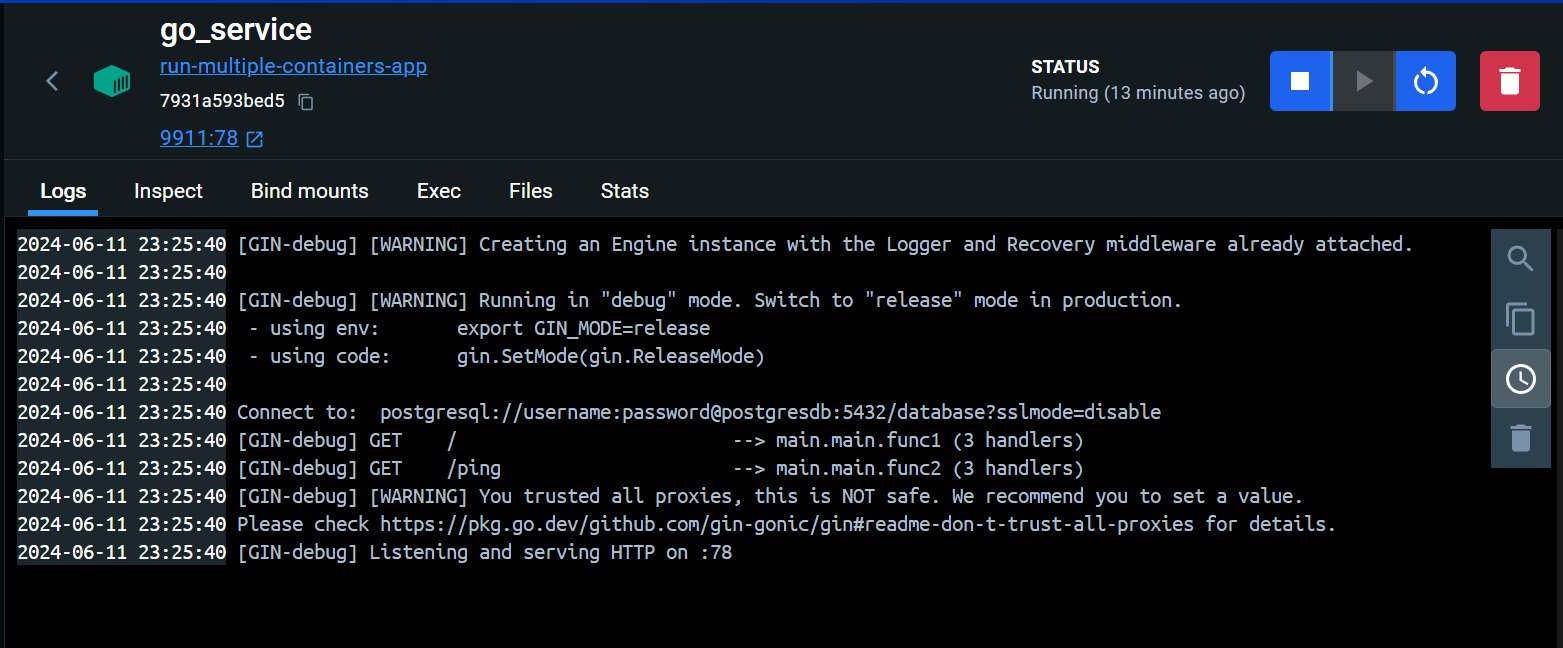 go_service
run-multiple-containers-app
7931a593bed5
9911:78
STATUS
Running (13 minutes ago)
Logs Inspect Bind mounts Exec Files Stats
2024-06-11 23:25:40 [GIN-debug] [WARNING] Creating an Engine instance with the Logger and Recovery middleware already attached.
2024-06-11 23:25:40
2024-06-11 23:25:40 [GIN-debug] [WARNING] Running in "debug" mode. Switch to "release" mode in production.
2024-06-11 23:25:40  - using env:       export GIN_MODE=release
2024-06-11 23:25:40  - using code:      gin.SetMode(gin.ReleaseMode)
2024-06-11 23:25:40
2024-06-11 23:25:40 Connect to:  postgresql://username:password@postgresdb:5432/database?sslmode=disable
2024-06-11 23:25:40 [GIN-debug] GET    /                         --> main.main.func1 (3 handlers)
2024-06-11 23:25:40 [GIN-debug] GET    /ping                     --> main.main.func2 (3 handlers)
2024-06-11 23:25:40 [GIN-debug] [WARNING] You trusted all proxies, this is NOT safe. We recommend you to set a value.
2024-06-11 23:25:40 Please check https://pkg.go.dev/github.com/gin-gonic/gin#readme-don-t-trust-all-proxies for details.
2024-06-11 23:25:40 [GIN-debug] Listening and serving HTTP on :78